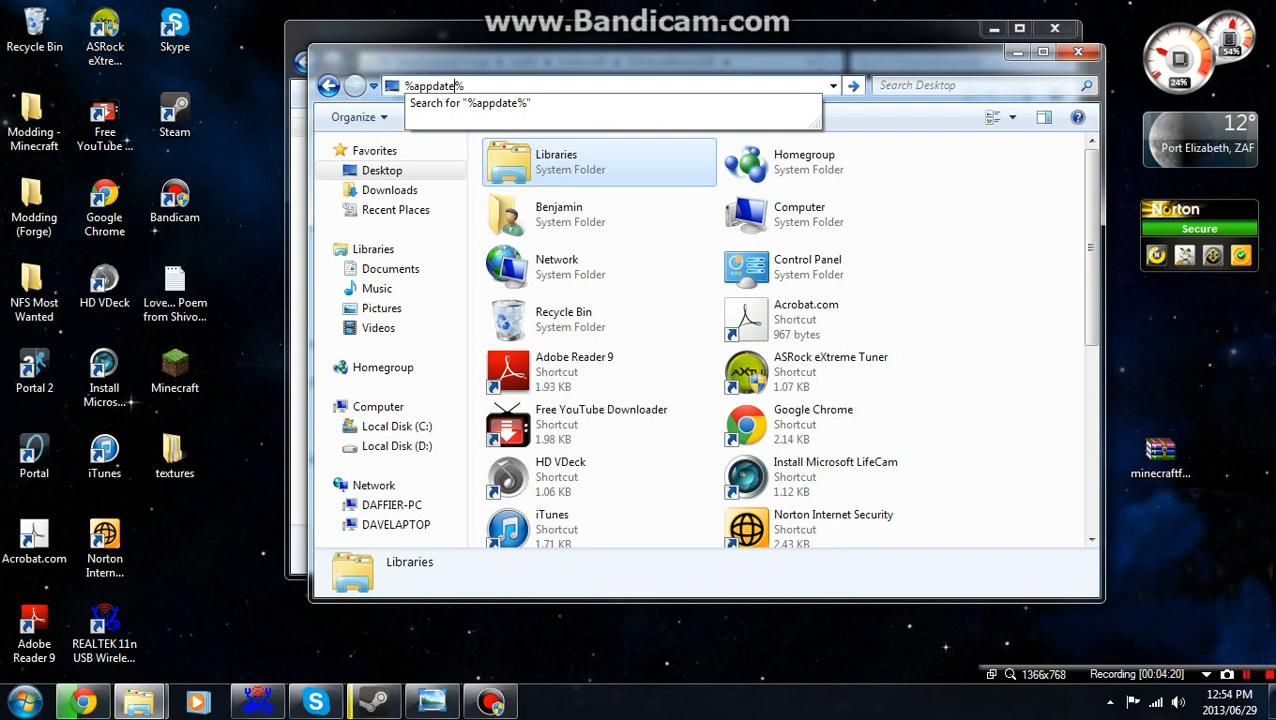 www.Bandicam.com
Recycle Bin
ASRock
eXtre...
Skype
Modding -
Minecraft
Free
YouTube ...
Steam
Modding
(Forge)
Google
Chrome
Bandicam
NFS Most
Wanted
HD VDeck
Love... Poem
from Shivo...
Portal 2
Install
Micros...
Minecraft
Portal
iTunes
textures
Acrobat.com
Norton
Intern...
Adobe
Reader 9
REALTEK 11n
USB Wirele...
%appdate%
Search Desktop
Search for "%appdate%"
Organize
Favorites
Desktop
Downloads
Recent Places
Libraries
Documents
Music
Pictures
Videos
Homegroup
Computer
Local Disk (C:)
Local Disk (D:)
Network
DAFFIER-PC
DAVELAPTOP
Libraries
System Folder
Homegroup
System Folder
Benjamin
System Folder
Computer
System Folder
Network
System Folder
Control Panel
System Folder
Recycle Bin
System Folder
Acrobat.com
Shortcut
967 bytes
Adobe Reader 9
Shortcut
1.93 KB
ASRock eXtreme Tuner
Shortcut
1.07 KB
Free YouTube Downloader
Shortcut
1.98 KB
Google Chrome
Shortcut
2.14 KB
HD VDeck
Shortcut
1.06 KB
Install Microsoft LifeCam
Shortcut
1.12 KB
iTunes
Shortcut
1.71 KB
Norton Internet Security
Shortcut
2.43 KB
Libraries
54%
24%
12°
Port Elizabeth, ZAF
Norton
Secure
minecraftf...
1366x768
Recording [00:04:20]
12:54 PM
2013/06/29